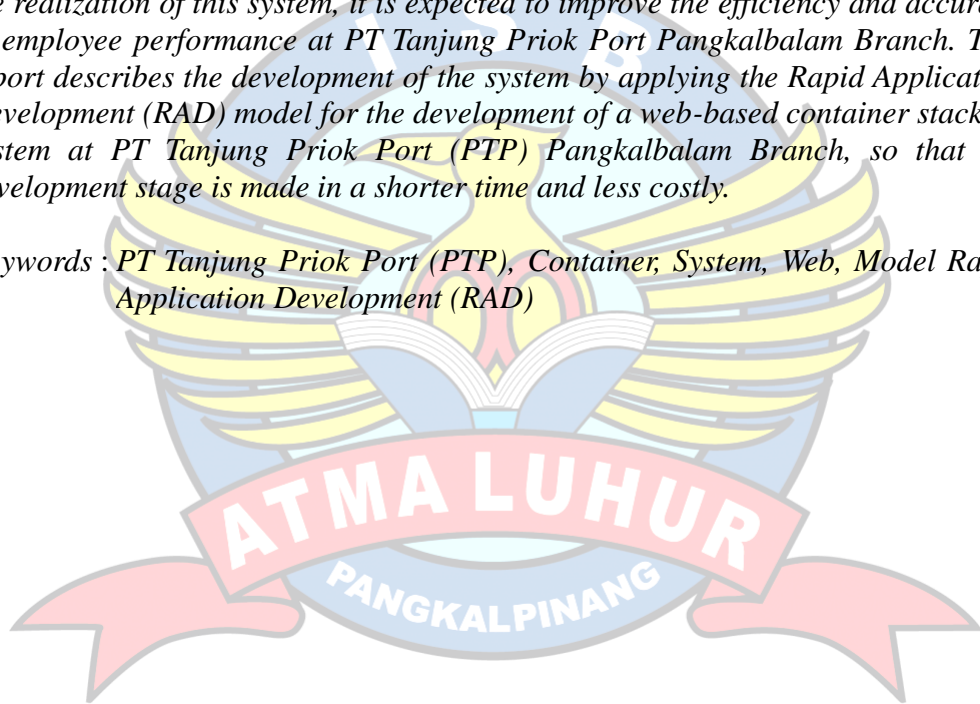 e realization of this system, it is expected to improve the efficiency and accura
employee performance at PT Tanjung Priok Port Pangkalbalam Branch. T
port describes the development of the system by applying the Rapid Applicat
velopment (RAD) model for the development of a web-based container stack
stem at PT Tanjung Priok Port (PTP) Pangkalbalam Branch, so that
velopment stage is made in a shorter time and less costly.
ywords : PT Tanjung Priok Port (PTP), Container, System, Web, Model Ra
Application Development (RAD)
I S B
ATMA LUHUR
PANGKALPINANG